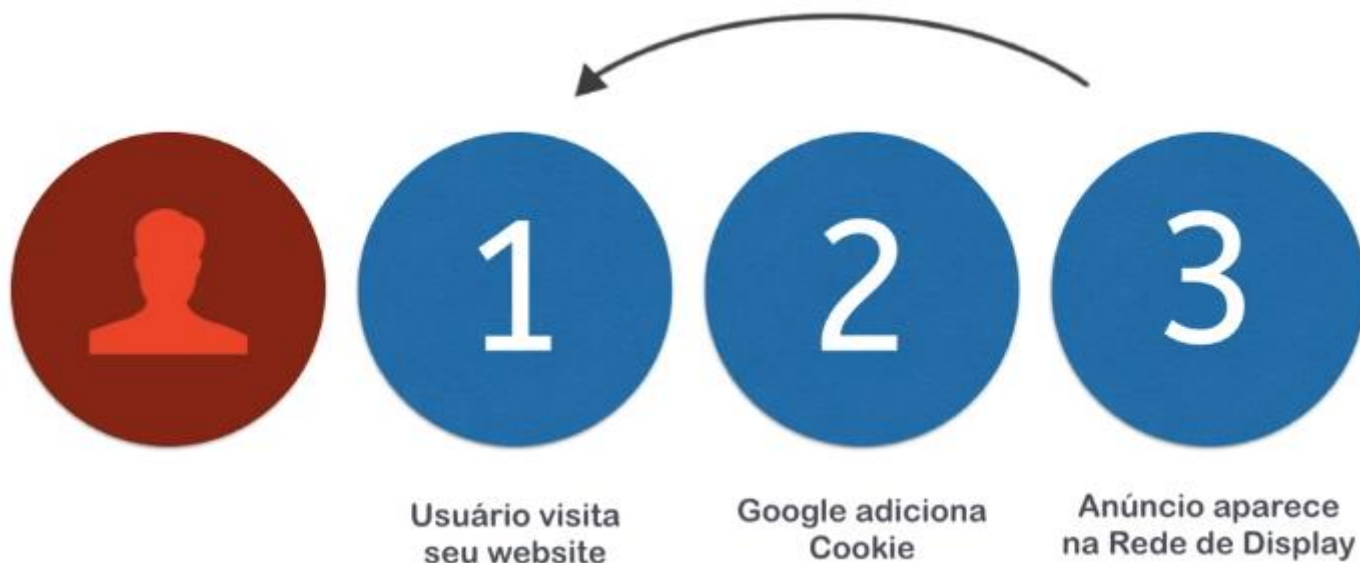 1
2
3
Usuário visita
seu website
Google adiciona
Cookie
Anúncio aparece
na Rede de Display